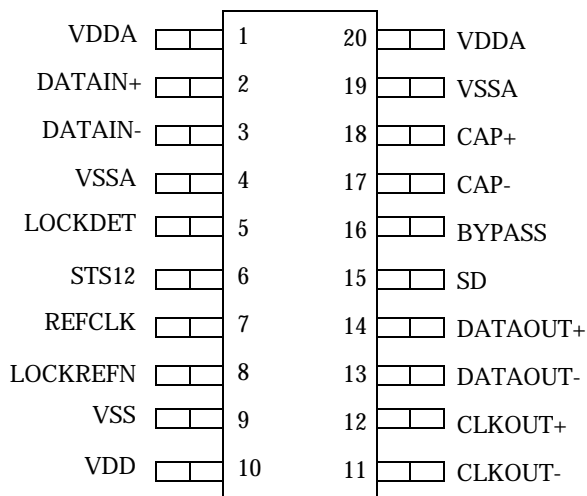 VDDA 1 20 VDDA
DATAIN+ 2 19 VSSA
DATAIN- 3 18 CAP+
VSSA 4 17 CAP-
LOCKDET 5 16 BYPASS
STS12 6 15 SD
REFCLK 7 14 DATAOUT+
LOCKREFN 8 13 DATAOUT-
VSS 9 12 CLKOUT+
VDD 10 11 CLKOUT-